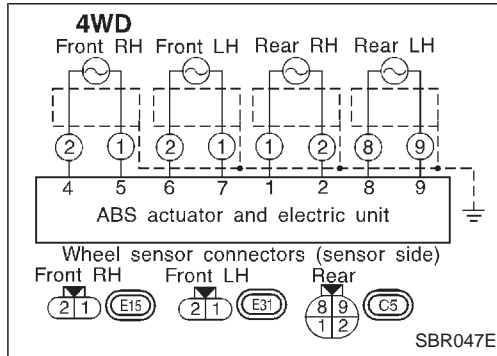 4WD
Front RH Front LH Rear RH Rear LH
2 1 2 1 1 2 8 9
4 5 6 7 1 2 8 9
ABS actuator and electric unit
Wheel sensor connectors (sensor side)
Front RH Front LH Rear
2 1 E15 2 1 E31 8 9 C5
1 2
SBR047E